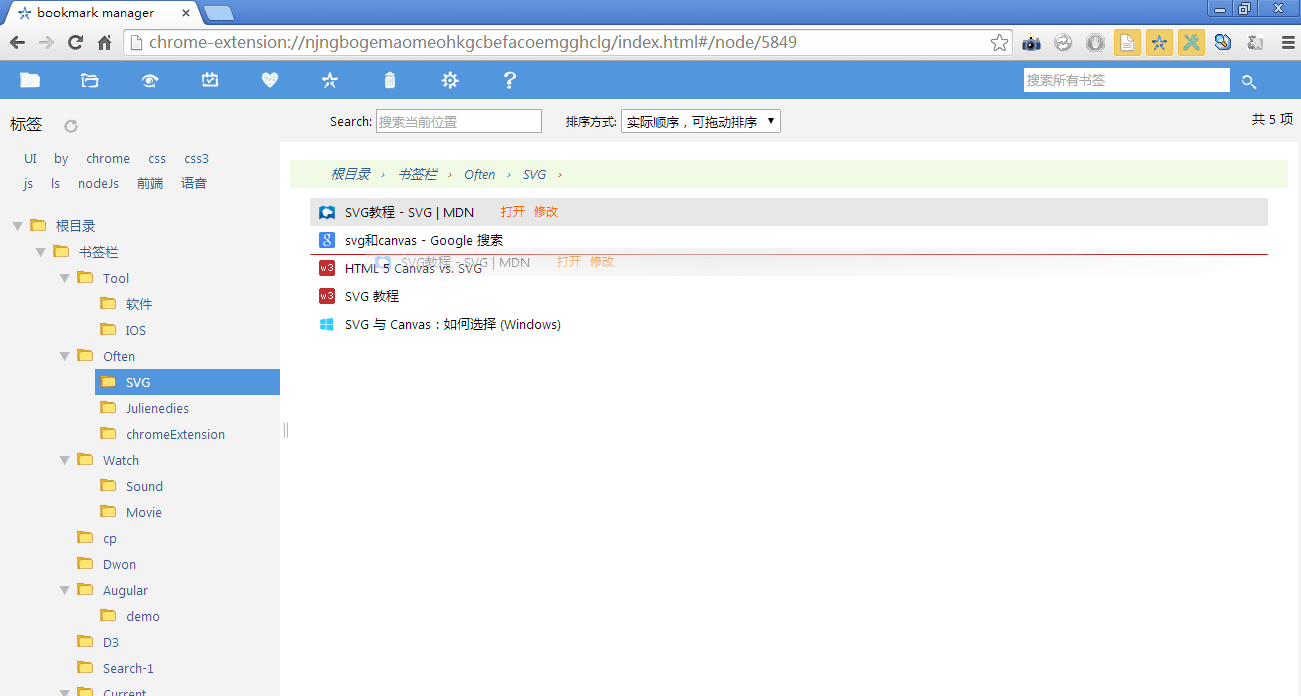 bookmark manager
chrome-extension://njngbogemaomeohkgcbefacoemgghclg/index.html#/node/5849
搜索所有书签
标签
Search: 搜索当前位置 排序方式: 实际顺序，可拖动排序 共 5 项
UI by chrome css css3
js ls nodeJs 前端 语音
根目录 › 书签栏 › Often › SVG ›
SVG教程 - SVG | MDN 打开 修改
svg和canvas - Google 搜索
SVG教程 - SVG | MDN 打开 修改
HTML 5 Canvas vs. SVG
SVG 教程
SVG 与 Canvas：如何选择 (Windows)
根目录
书签栏
Tool
软件
IOS
Often
SVG
Julienedies
chromeExtension
Watch
Sound
Movie
cp
Dwon
Augular
demo
D3
Search-1
Current